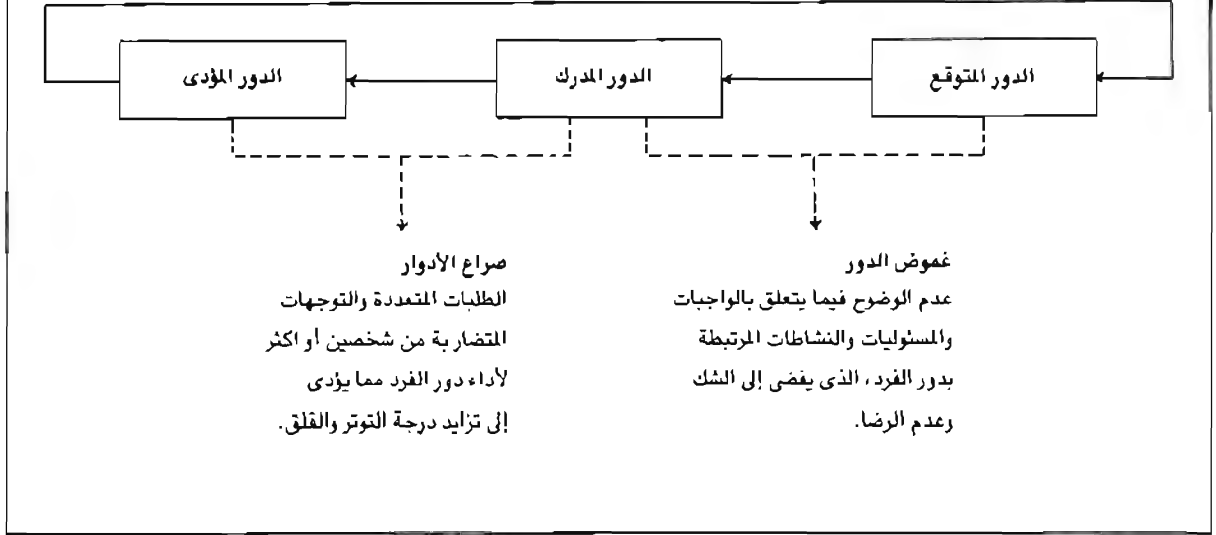 الدور المتوقع
الدور المدرك
الدور المؤدى
غموض الدور
عدم الوضوح فيما يتعلق بالواجبات
والمسئوليات والنشاطات المرتبطة
بدور الفرد، الذى يفضى إلى الشك
وعدم الرضا.
صراع الأدوار
الطلبات المتعددة والتوجهات
المتضاربة من شخصين أو اكثر
لأداء دور الفرد مما يؤدى
إلى تزايد درجة التوتر والقلق.